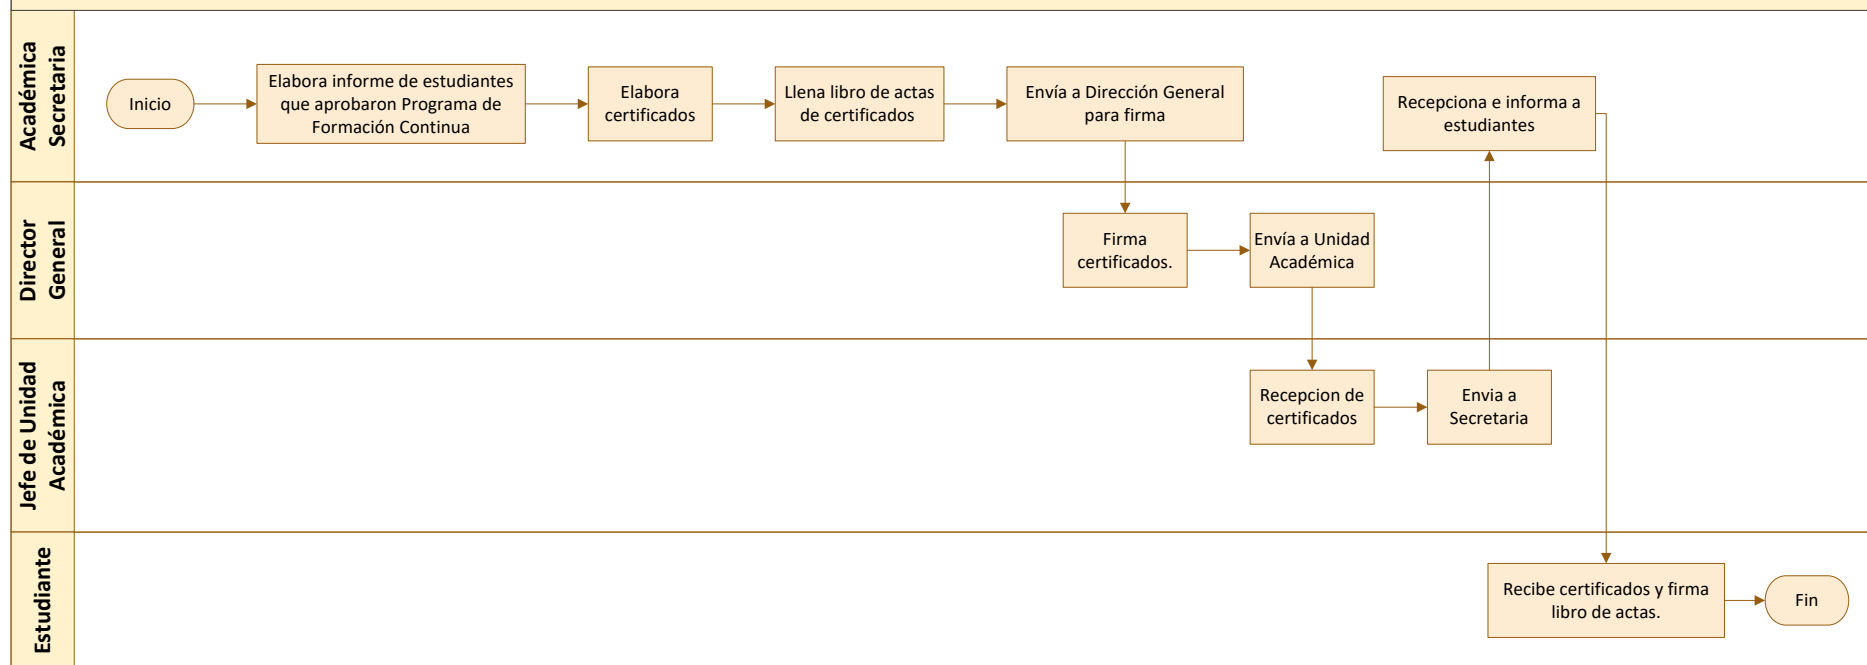 Académica
Secretaria
Inicio
Elabora informe de estudiantes
que aprobaron Programa de
Formación Continua
Elabora
certificados
Llena libro de actas
de certificados
Envía a Dirección General
para firma
Recepciona e informa a
estudiantes
Director
General
Firma
certificados.
Envía a Unidad
Académica
Jefe de Unidad
Académica
Recepcion de
certificados
Envia a
Secretaria
Estudiante
Recibe certificados y firma
libro de actas.
Fin